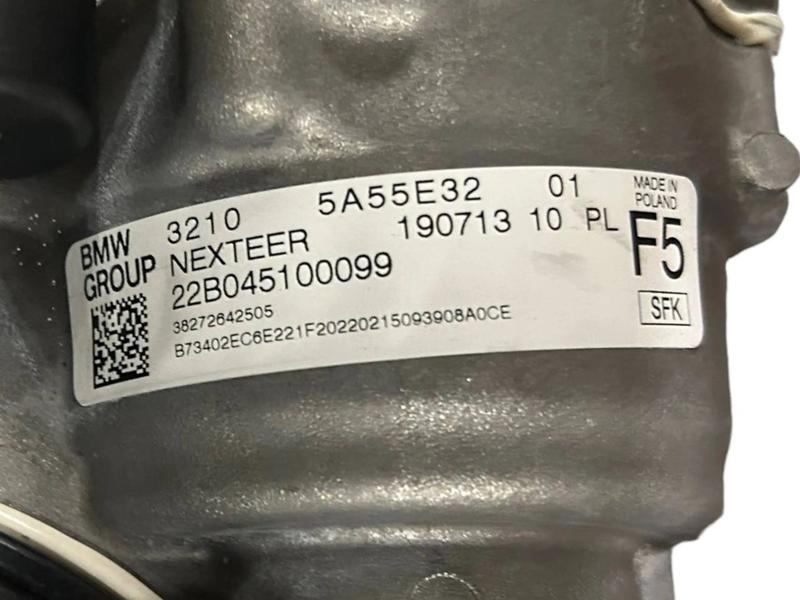 BMW
GROUP
3210 5A55E32 01
NEXTEER 190713 10 PL
22B045100099
38272642505
B73402EC6E221F20220215093908A0CE
MADE IN
POLAND
F5
SFK